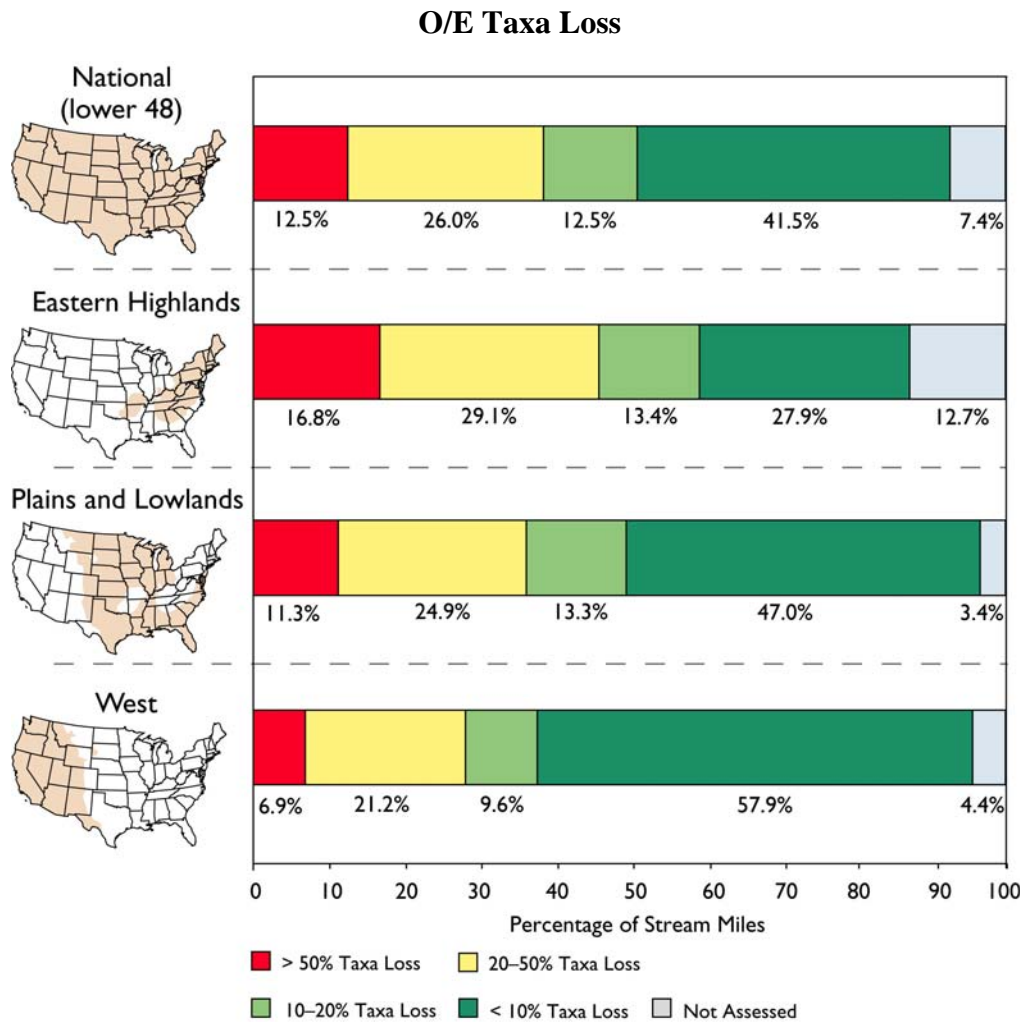 O/E Taxa Loss
National
(lower 48)
12.5% 26.0% 12.5% 41.5% 7.4%
Eastern Highlands
16.8% 29.1% 13.4% 27.9% 12.7%
Plains and Lowlands
11.3% 24.9% 13.3% 47.0% 3.4%
West
6.9% 21.2% 9.6% 57.9% 4.4%
0 10 20 30 40 50 60 70 80 90 100
Percentage of Stream Miles
> 50% Taxa Loss 20–50% Taxa Loss
10–20% Taxa Loss < 10% Taxa Loss Not Assessed